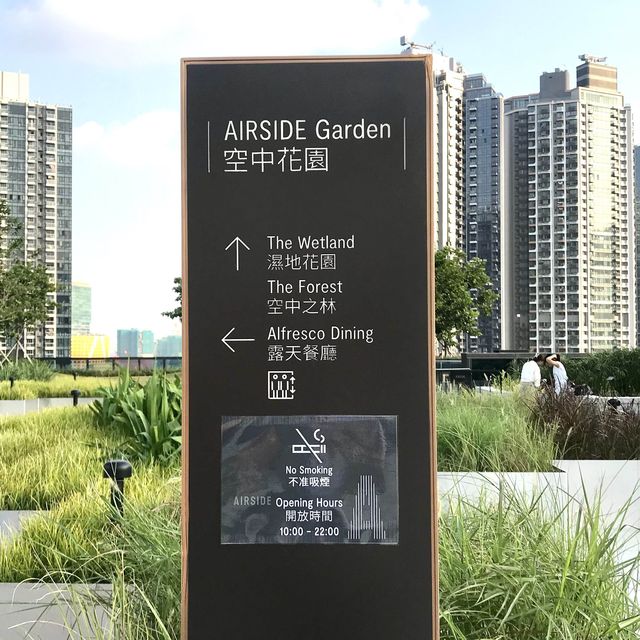 AIRSIDE Garden
空中花園
The Wetland
濕地花園
The Forest
空中之林
Alfresco Dining
露天餐廳
No Smoking
不准吸煙
AIRSIDE
Opening Hours
開放時間
10:00 - 22:00